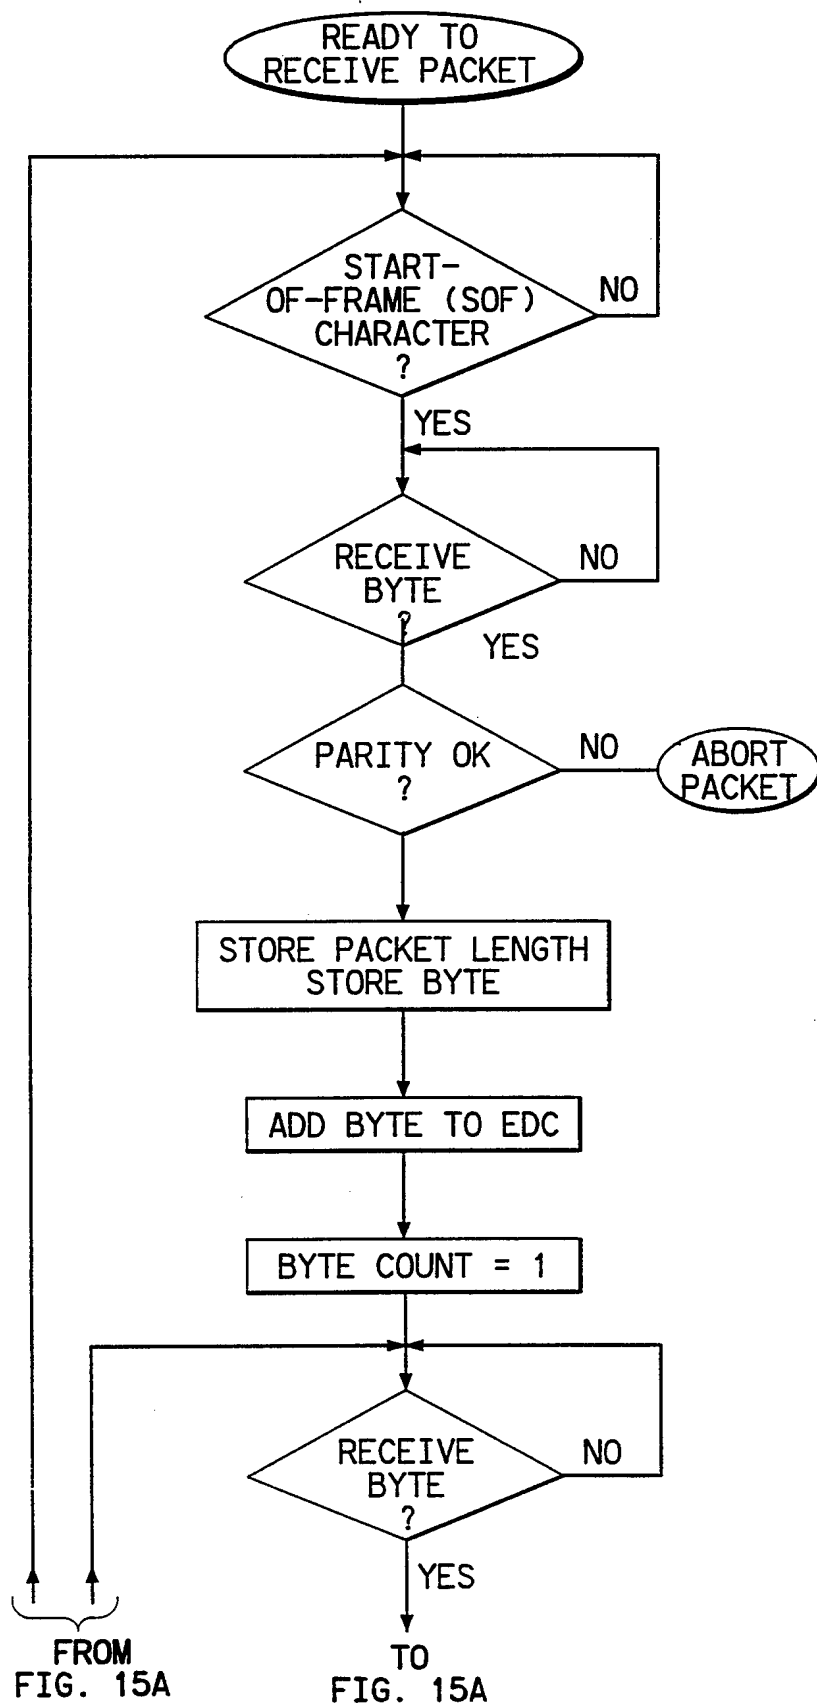 READY TO
RECEIVE PACKET
START-
OF-FRAME (SOF)
CHARACTER
?
NO
YES
RECEIVE
BYTE
?
NO
YES
PARITY OK
?
NO
ABORT
PACKET
STORE PACKET LENGTH
STORE BYTE
ADD BYTE TO EDC
BYTE COUNT = 1
RECEIVE
BYTE
?
NO
YES
FROM
FIG. 15A
TO
FIG. 15A